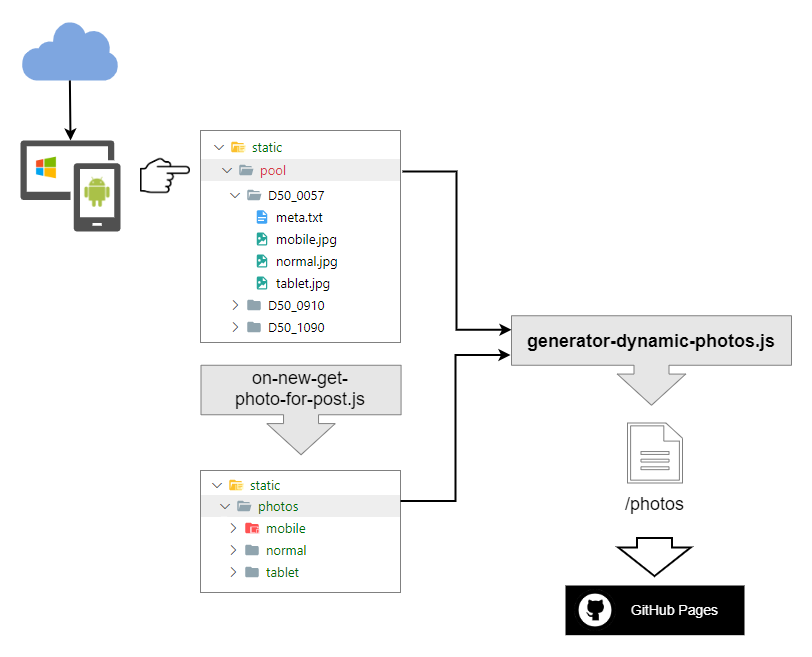 static
pool
D50_0057
meta.txt
mobile.jpg
normal.jpg
tablet.jpg
D50_0910
D50_1090
on-new-get-
photo-for-post.js
static
photos
mobile
normal
tablet
generator-dynamic-photos.js
/photos
GitHub Pages